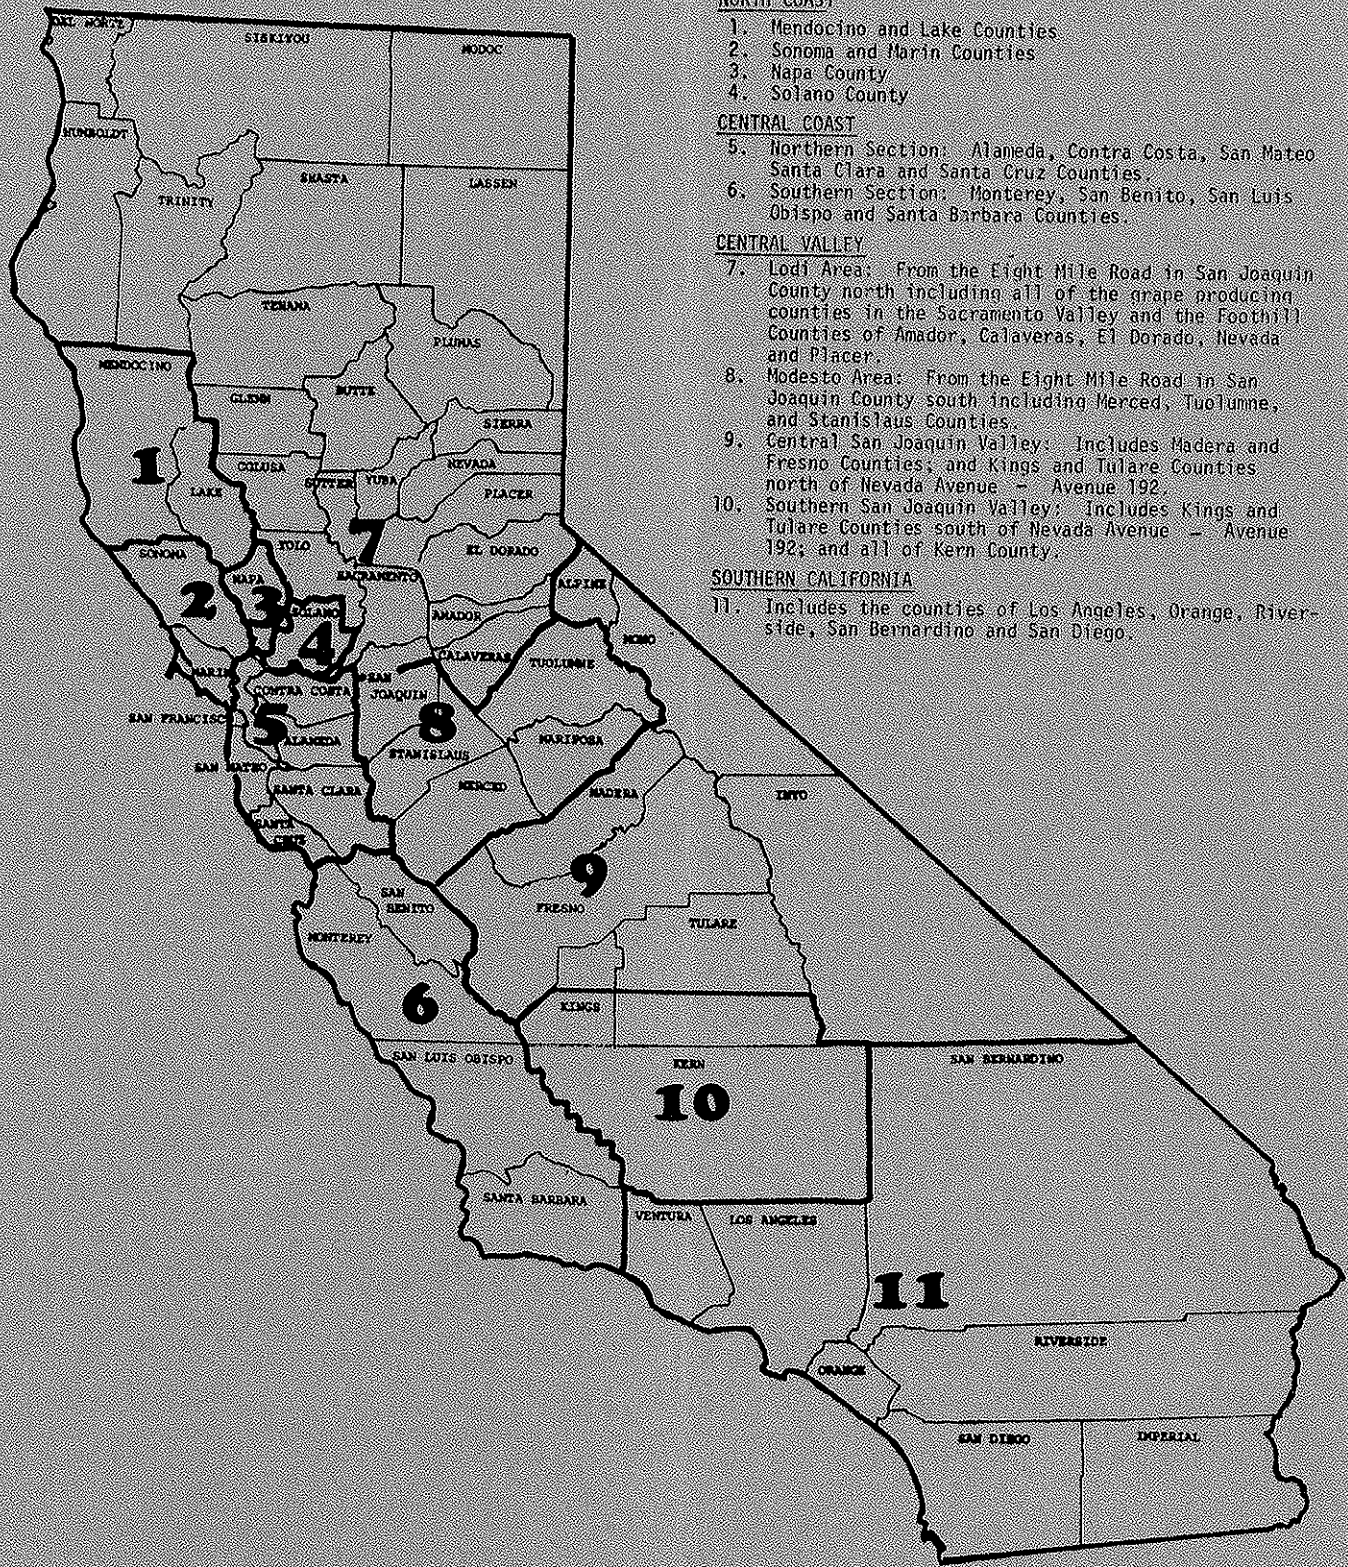 NORTH COAST
1. Mendocino and Lake Counties
2. Sonoma and Marin Counties
3. Napa County
4. Solano County
CENTRAL COAST
5. Northern Section: Alameda, Contra Costa, San Mateo
Santa Clara and Santa Cruz Counties.
6. Southern Section: Monterey, San Benito, San Luis
Obispo and Santa Barbara Counties.
CENTRAL VALLEY
7. Lodi Area: From the Eight Mile Road in San Joaquin
County north including all of the grape producing
counties in the Sacramento Valley and the Foothill
Counties of Amador, Calaveras, El Dorado, Nevada
and Placer.
8. Modesto Area: From the Eight Mile Road in San
Joaquin County south including Merced, Tuolumne,
and Stanislaus Counties.
9. Central San Joaquin Valley: Includes Madera and
Fresno Counties; and Kings and Tulare Counties
north of Nevada Avenue - Avenue 192.
10. Southern San Joaquin Valley: Includes Kings and
Tulare Counties south of Nevada Avenue - Avenue
192; and all of Kern County.
SOUTHERN CALIFORNIA
11. Includes the counties of Los Angeles, Orange, River-
side, San Bernardino and San Diego.
DEL NORTE
SISKIYOU
MODOC
HUMBOLDT
TRINITY
SHASTA
LASSEN
TEHAMA
PLUMAS
MENDOCINO
GLENN
BUTTE
SIERRA
1
LAKE
COLUSA
SUTTER
YUBA
NEVADA
PLACER
7
SONOMA
YOLO
EL DORADO
2
NAPA
3
SOLANO
4
SACRAMENTO
AMADOR
ALPINE
MONO
MARIN
CALAVERAS
TUOLUMNE
CONTRA COSTA
SAN
JOAQUIN
SAN FRANCISC
5
ALAMEDA
8
STANISLAUS
MARIPOSA
SAN MATEO
SANTA CLARA
MERCED
MADERA
INYO
SANTA
CRUZ
9
SAN
BENITO
FRESNO
TULARE
MONTEREY
6
KINGS
SAN LUIS OBISPO
KERN
10
SAN BERNARDINO
SANTA BARBARA
VENTURA
LOS ANGELES
11
RIVERSIDE
ORANGE
SAN DIEGO
IMPERIAL